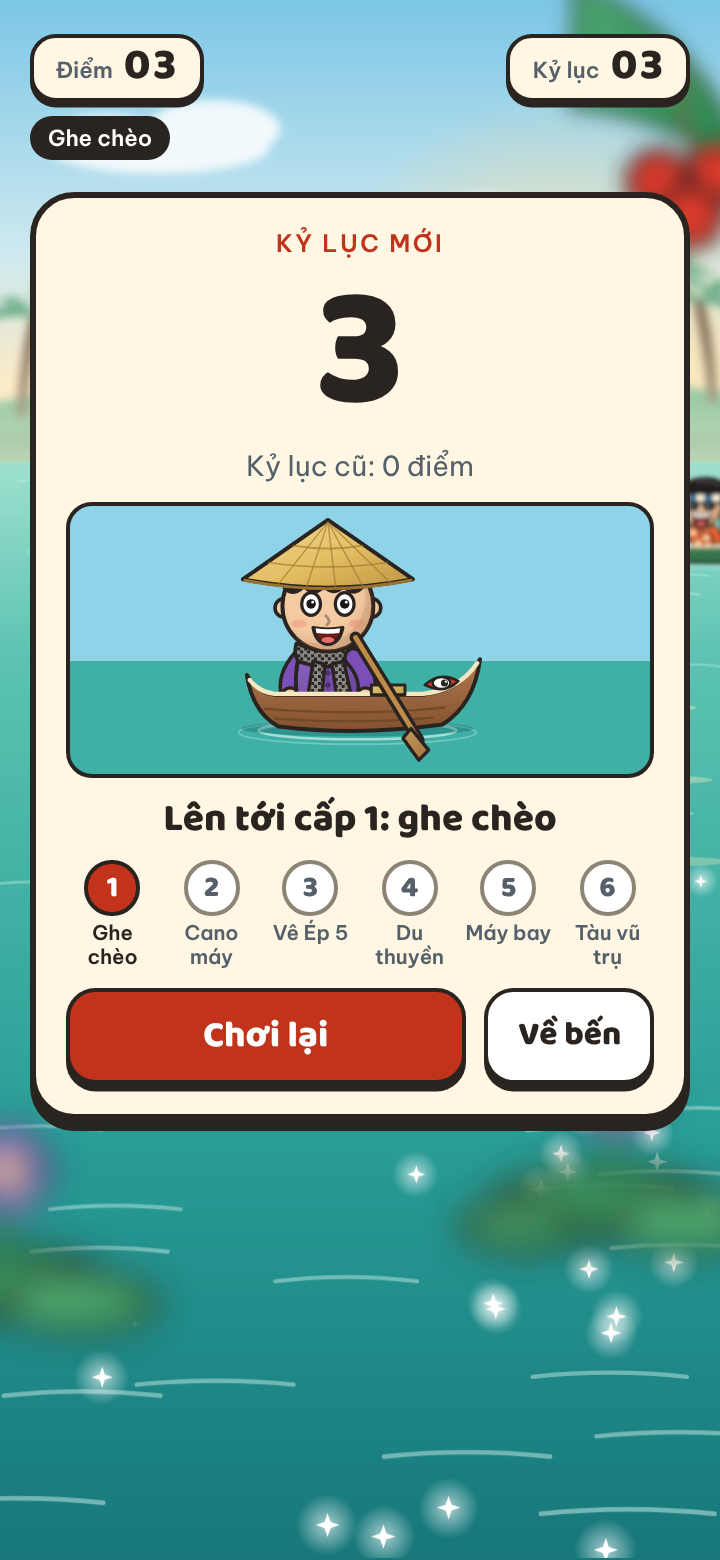 Điểm 03
Kỷ lục 03
Ghe chèo
KỶ LỤC MỚI
3
Kỷ lục cũ: 0 điểm
Lên tới cấp 1: ghe chèo
1 2 3 4 5 6
Ghe chèo
Cano máy
Vê Ép 5
Du thuyền
Máy bay
Tàu vũ trụ
Chơi lại
Về bến